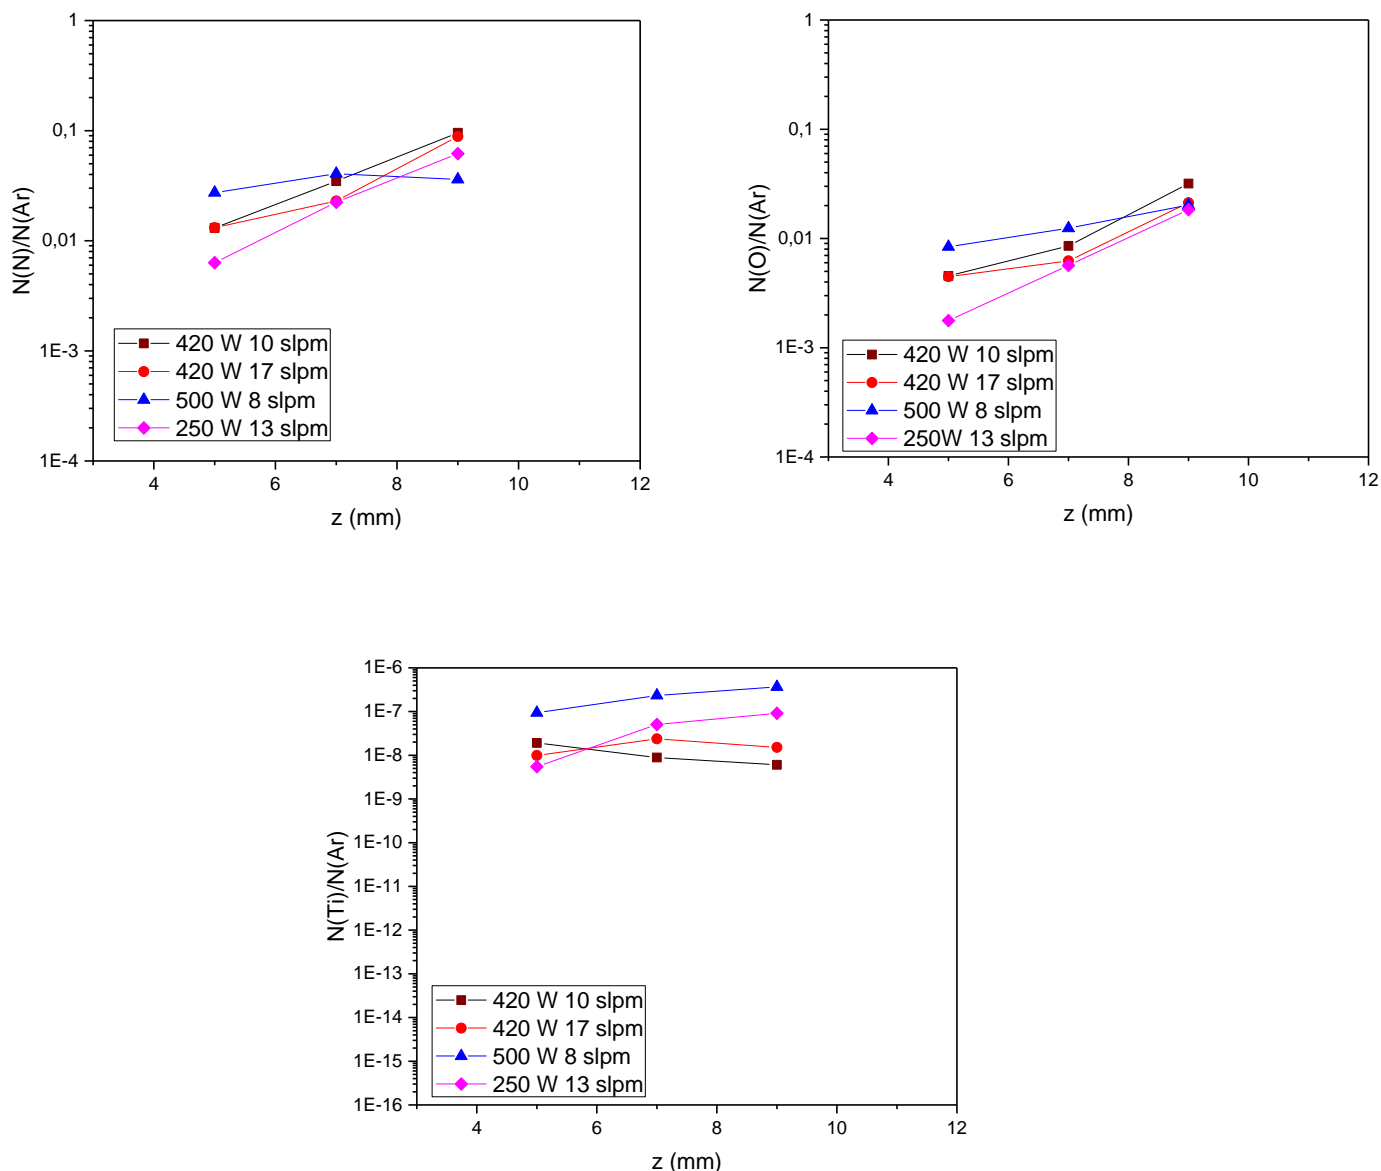 1
0,1
0,01
1E-3
1E-4
N(N)/N(Ar)
420 W 10 slpm
420 W 17 slpm
500 W 8 slpm
250 W 13 slpm
4 6 8 10 12
z (mm)
1
0,1
0,01
1E-3
1E-4
N(O)/N(Ar)
420 W 10 slpm
420 W 17 slpm
500 W 8 slpm
250W 13 slpm
4 6 8 10 12
z (mm)
1E-6
1E-7
1E-8
1E-9
1E-10
1E-11
1E-12
1E-13
1E-14
1E-15
1E-16
N(Ti)/N(Ar)
420 W 10 slpm
420 W 17 slpm
500 W 8 slpm
250 W 13 slpm
4 6 8 10 12
z (mm)